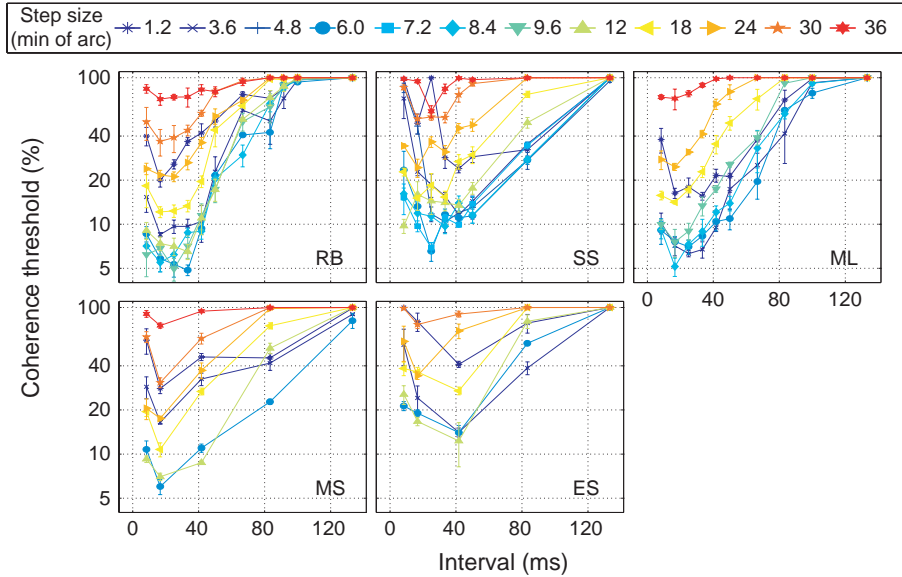 Step size
(min of arc) 1.2 3.6 4.8 6.0 7.2 8.4 9.6 12 18 24 30 36
100 40 20 10 5
RB
SS
ML
0 40 80 120
100 40 20 10 5
MS
ES
0 40 80 120
0 40 80 120
Coherence threshold (%)
Interval (ms)